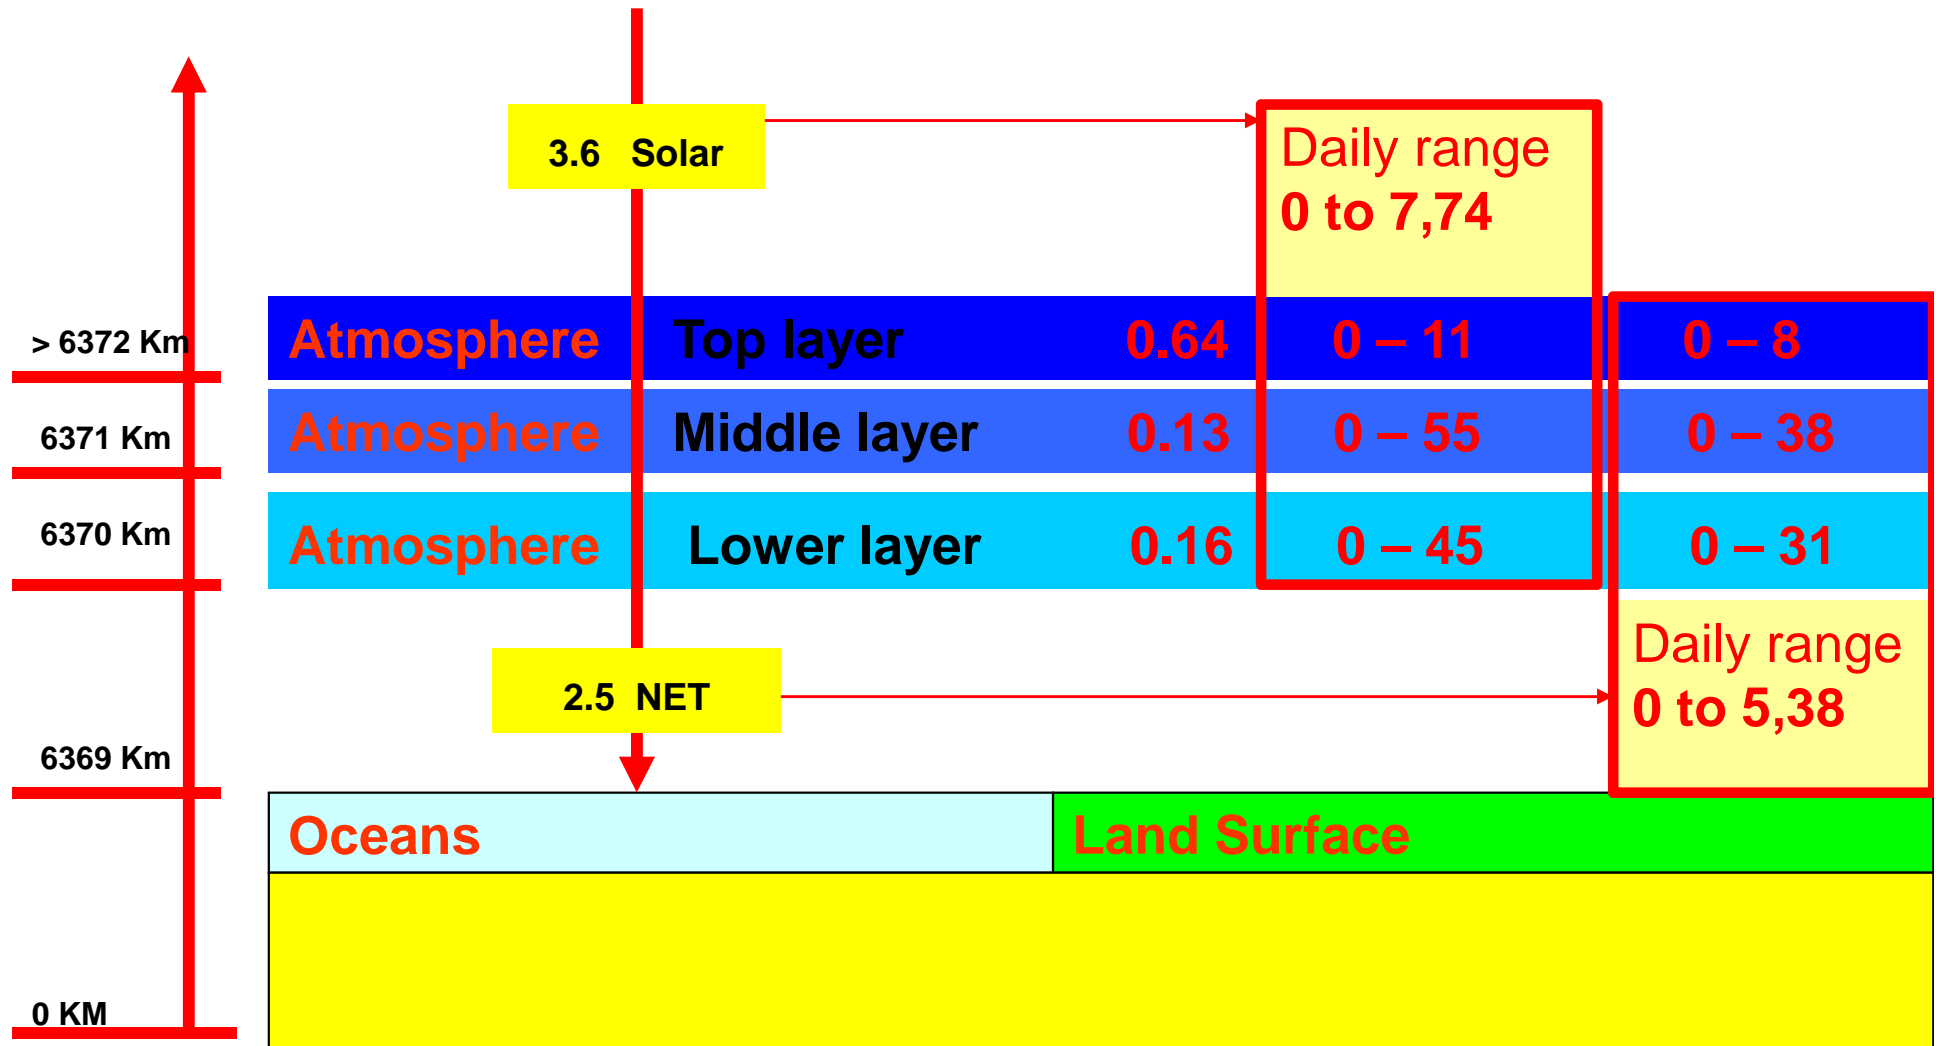 3.6 Solar
Daily range
0 to 7,74
> 6372 Km
Atmosphere Top layer 0.64 0 – 11 0 – 8
6371 Km
Atmosphere Middle layer 0.13 0 – 55 0 – 38
6370 Km
Atmosphere Lower layer 0.16 0 – 45 0 – 31
2.5 NET
Daily range
0 to 5,38
6369 Km
Oceans Land Surface
0 KM